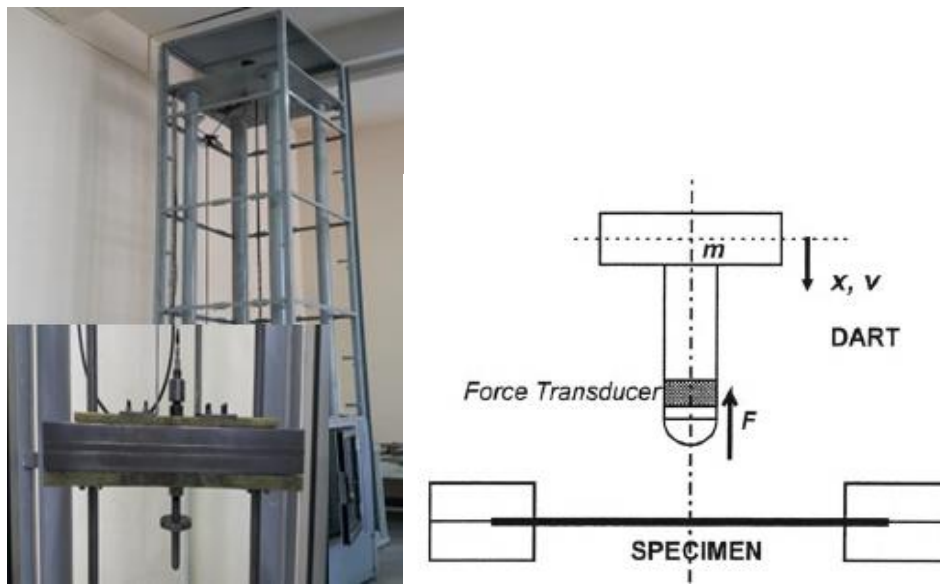 m
x, v
DART
Force Transducer
F
SPECIMEN